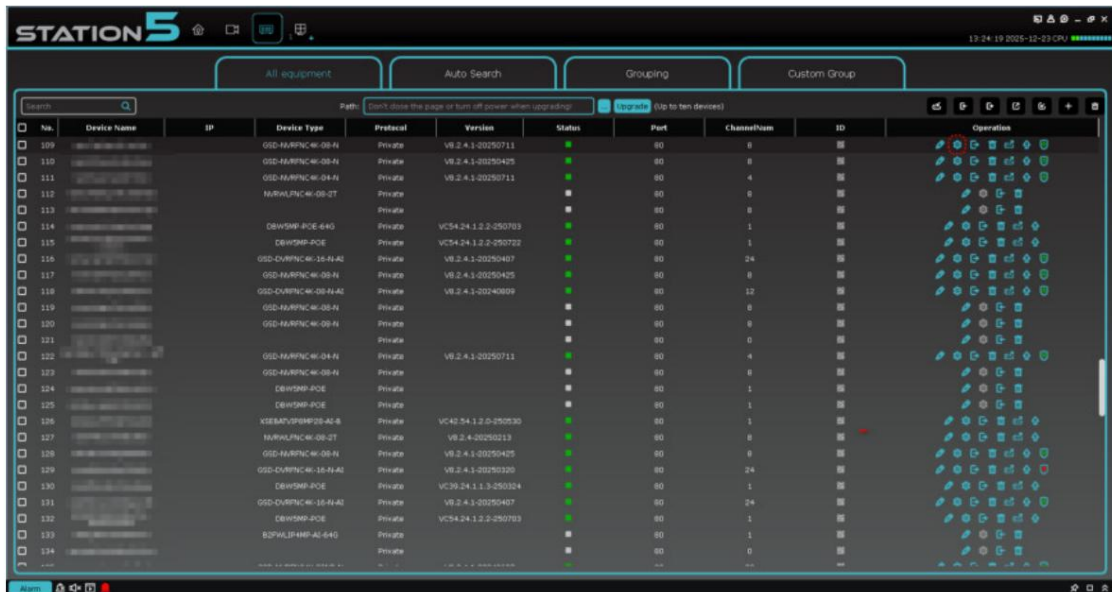 STATION5
13:24:19 2025-12-23 CPU
All equipment Auto Search Grouping Custom Group
Search Path: Don't close the page or turn off power when upgrading! ... Upgrade (Up to ten devices)
No. Device Name IP Device Type Protocol Version Status Port ChannelNum ID Operation
109 GSD-NVRFNC4K-08-N Private V8.2.4.1-20250711 80 8
110 GSD-NVRFNC4K-08-N Private V8.2.4.1-20250425 80 8
111 GSD-NVRFNC4K-04-N Private V8.2.4.1-20250711 80 4
112 NVRWLFNC4K-08-2T Private 80 8
113 Private 80 8
114 DBW5MP-POE-64G Private VC54.24.1.2.2-250703 80 1
115 DBW5MP-POE Private VC54.24.1.2.2-250722 80 1
116 GSD-DVRFNC4K-16-N-AI Private V8.2.4.1-20250407 80 24
117 GSD-NVRFNC4K-08-N Private V8.2.4.1-20250425 80 8
118 GSD-DVRFNC4K-08-N-AI Private V8.2.4.1-20240809 80 12
119 GSD-NVRFNC4K-08-N Private 80 8
120 GSD-NVRFNC4K-08-N Private 80 8
121 Private 80 0
122 GSD-NVRFNC4K-04-N Private V8.2.4.1-20250711 80 4
123 GSD-NVRFNC4K-08-N Private 80 8
124 DBW5MP-POE Private 80 1
125 DBW5MP-POE Private 80 1
126 Private VC42.54.1.2.0-250530 80 1
127 NVRWLFNC4K-08-2T Private V8.2.4-20250213 80 8
128 GSD-NVRFNC4K-08-N Private V8.2.4.1-20250425 80 8
129 GSD-DVRFNC4K-16-N-AI Private V8.2.4.1-20250320 80 24
130 DBW5MP-POE Private VC39.24.1.1.3-250324 80 1
131 GSD-DVRFNC4K-16-N-AI Private V8.2.4.1-20250407 80 24
132 DBW5MP-POE Private VC54.24.1.2.2-250703 80 1
133 B2FWLIP4MP-AI-64G Private 80 1
134 Private 80 0
Alarm